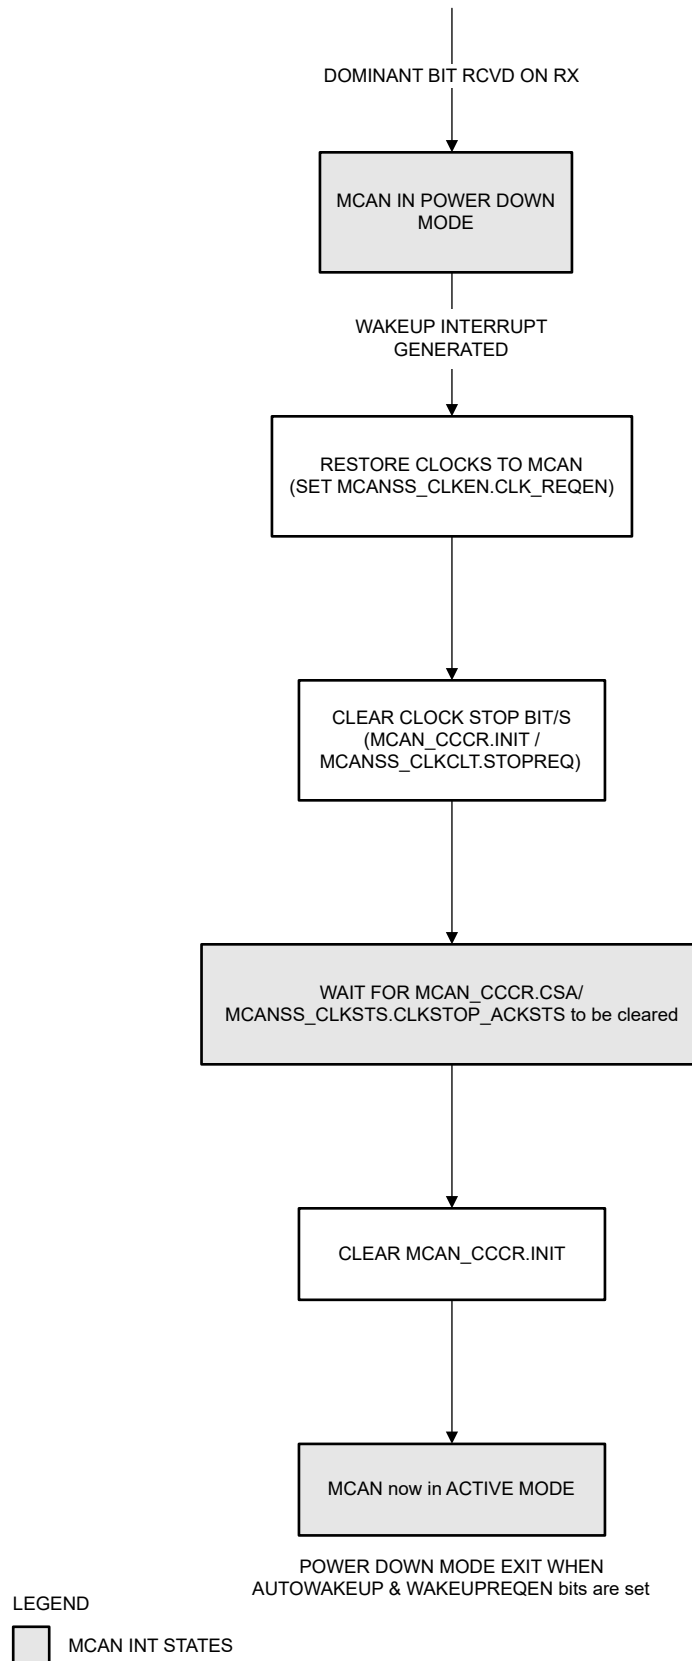 DOMINANT BIT RCVD ON RX
MCAN IN POWER DOWN
MODE
WAKEUP INTERRUPT
GENERATED
RESTORE CLOCKS TO MCAN
(SET MCANSS_CLKEN.CLK_REQEN)
CLEAR CLOCK STOP BIT/S
(MCAN_CCCR.INIT /
MCANSS_CLKCLT.STOPREQ)
WAIT FOR MCAN_CCCR.CSA/
MCANSS_CLKSTS.CLKSTOP_ACKSTS to be cleared
CLEAR MCAN_CCCR.INIT
MCAN now in ACTIVE MODE
POWER DOWN MODE EXIT WHEN
AUTOWAKEUP & WAKEUPREQEN bits are set
LEGEND
MCAN INT STATES